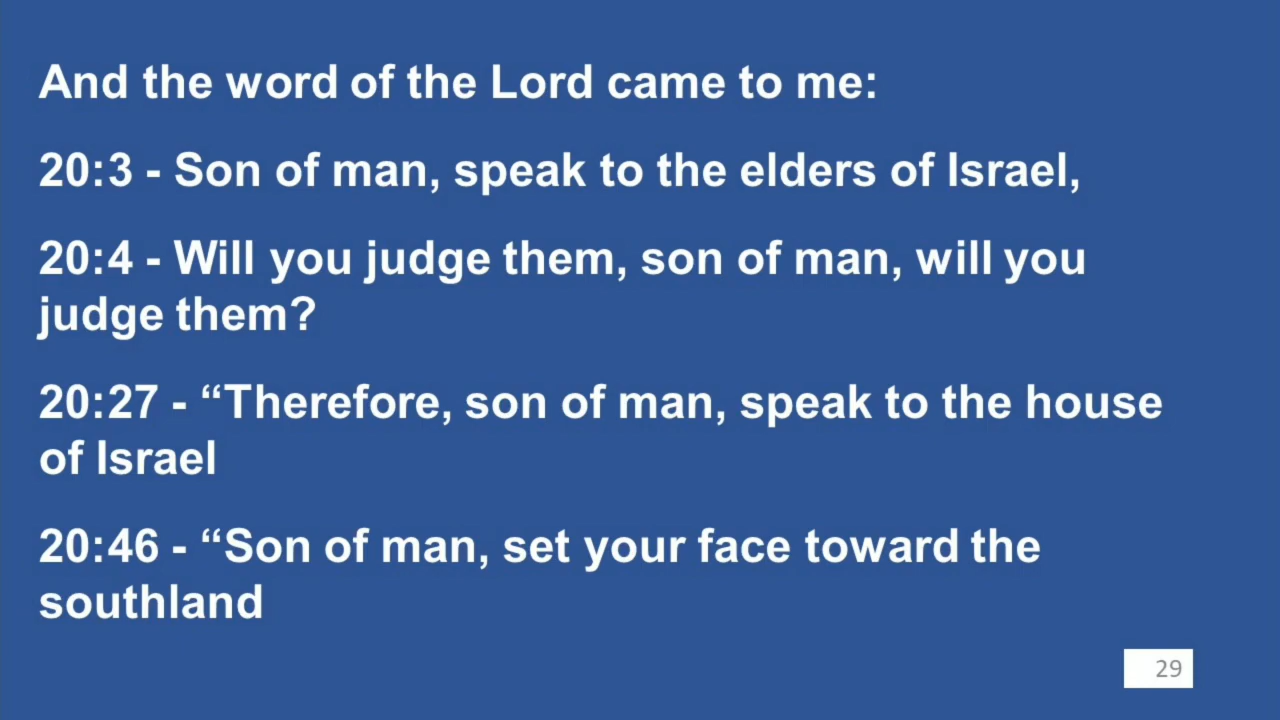 And the word of the Lord came to me:
20:3 - Son of man, speak to the elders of Israel,
20:4 - Will you judge them, son of man, will you
judge them?
20:27 - “Therefore, son of man, speak to the house
of Israel
20:46 - “Son of man, set your face toward the
southland
29